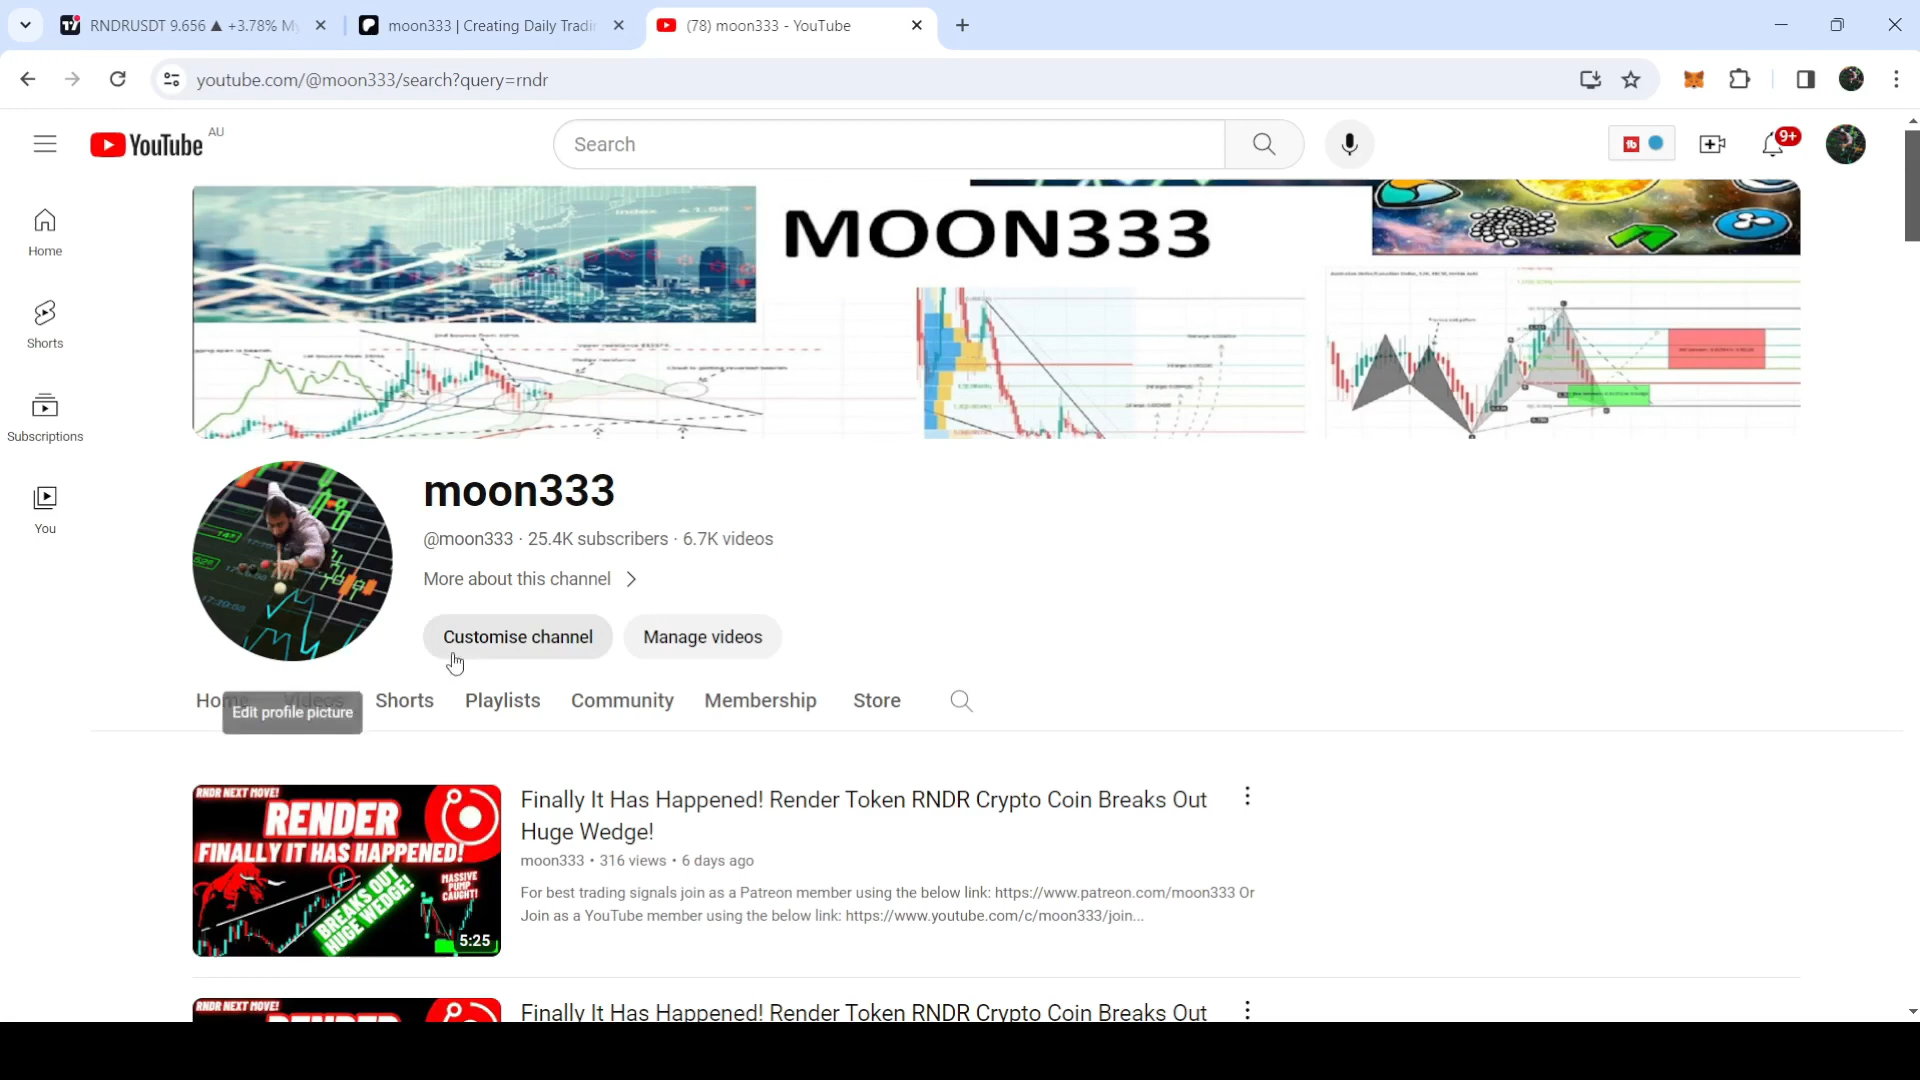 RNDRUSDT 9.656 ▲ +3.78% My
moon333 | Creating Daily Tradin
(78) moon333 - YouTube
youtube.com/@moon333/search?query=rndr
YouTube AU
Search
9+
Home
Shorts
Subscriptions
You
MOON333
moon333
@moon333 · 25.4K subscribers · 6.7K videos
More about this channel
Customise channel
Manage videos
Home
Videos
Shorts
Playlists
Community
Membership
Store
Edit profile picture
RNDR NEXT MOVE!
RENDER
FINALLY IT HAS HAPPENED!
BREAKS OUT
HUGE WEDGE!
MASSIVE
PUMP
CAUGHT!
5:25
Finally It Has Happened! Render Token RNDR Crypto Coin Breaks Out
Huge Wedge!
moon333 • 316 views • 6 days ago
For best trading signals join as a Patreon member using the below link: https://www.patreon.com/moon333 Or
Join as a YouTube member using the below link: https://www.youtube.com/c/moon333/join...
RNDR NEXT MOVE!
Finally It Has Happened! Render Token RNDR Crypto Coin Breaks Out